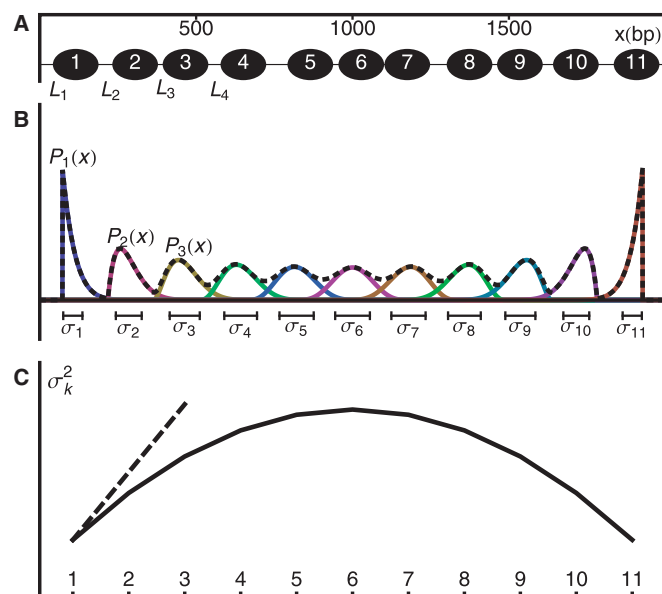 A
500 1000 1500
x(bp)
1 2 3 4 5 6 7 8 9 10 11
L₁ L₂ L₃ L₄
B
P₁(x)
P₂(x) P₃(x)
σ₁ σ₂ σ₃ σ₄ σ₅ σ₆ σ₇ σ₈ σ₉ σ₁₀ σ₁₁
C σₖ²
1 2 3 4 5 6 7 8 9 10 11